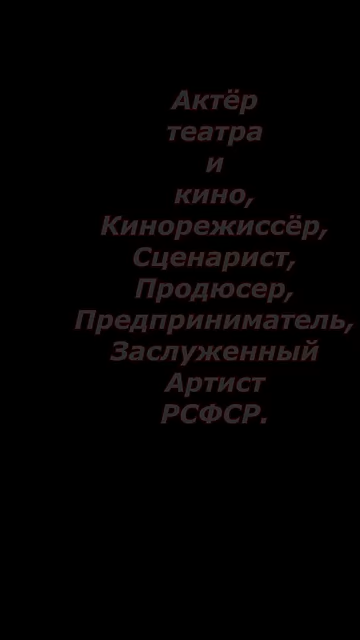 Актёр
театра
и
кино,
Кинорежиссёр,
Сценарист,
Продюсер,
Предприниматель,
Заслуженный
Артист
РСФСР.